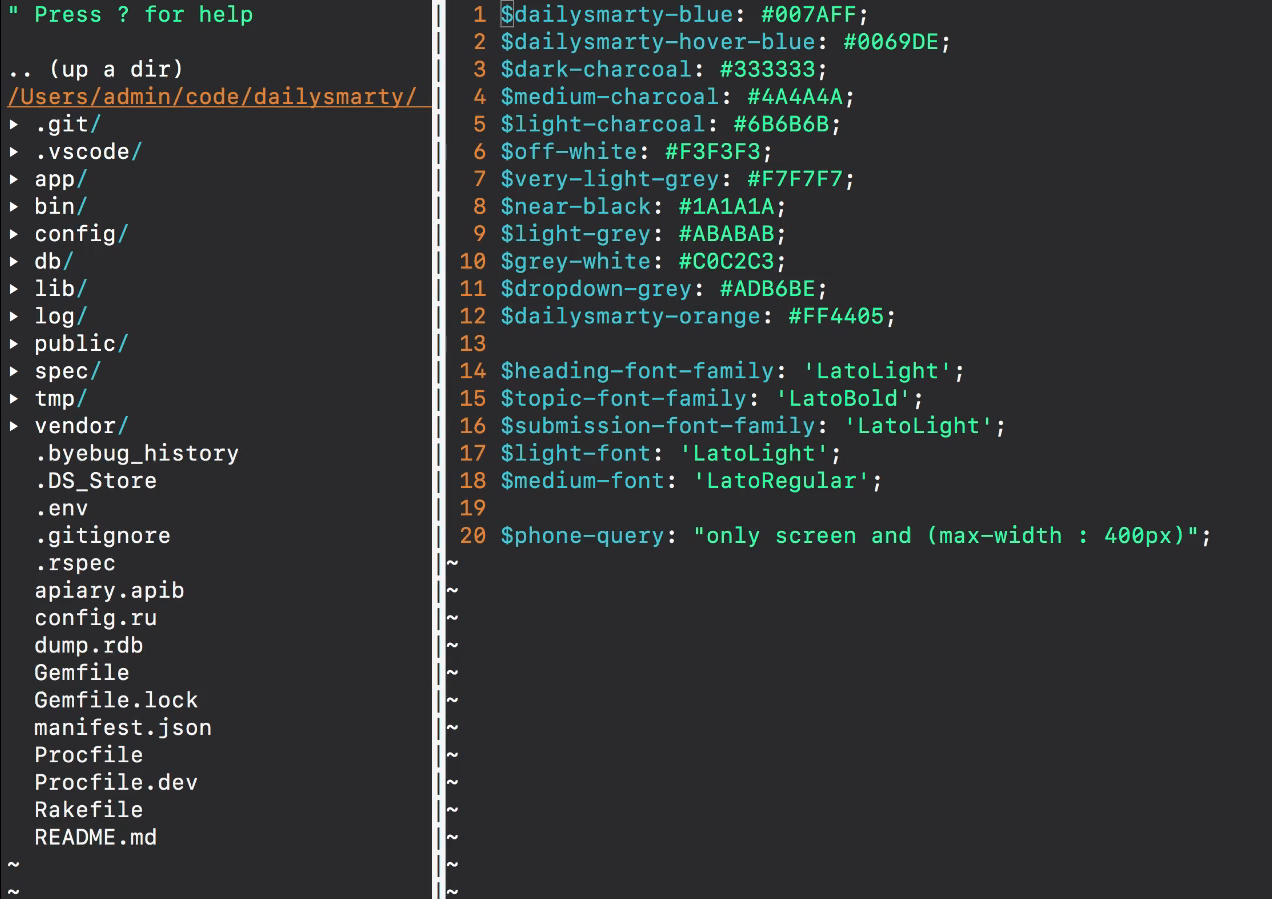 " Press ? for help
.. (up a dir)
/Users/admin/code/dailysmarty/
▸ .git/
▸ .vscode/
▸ app/
▸ bin/
▸ config/
▸ db/
▸ lib/
▸ log/
▸ public/
▸ spec/
▸ tmp/
▸ vendor/
.byebug_history
.DS_Store
.env
.gitignore
.rspec
apiary.apib
config.ru
dump.rdb
Gemfile
Gemfile.lock
manifest.json
Procfile
Procfile.dev
Rakefile
README.md
~
~
1 $dailysmarty-blue: #007AFF;
2 $dailysmarty-hover-blue: #0069DE;
3 $dark-charcoal: #333333;
4 $medium-charcoal: #4A4A4A;
5 $light-charcoal: #6B6B6B;
6 $off-white: #F3F3F3;
7 $very-light-grey: #F7F7F7;
8 $near-black: #1A1A1A;
9 $light-grey: #ABABAB;
10 $grey-white: #C0C2C3;
11 $dropdown-grey: #ADB6BE;
12 $dailysmarty-orange: #FF4405;
13
14 $heading-font-family: 'LatoLight';
15 $topic-font-family: 'LatoBold';
16 $submission-font-family: 'LatoLight';
17 $light-font: 'LatoLight';
18 $medium-font: 'LatoRegular';
19
20 $phone-query: "only screen and (max-width : 400px)";
~
~
~
~
~
~
~
~
~
~
~
~
~